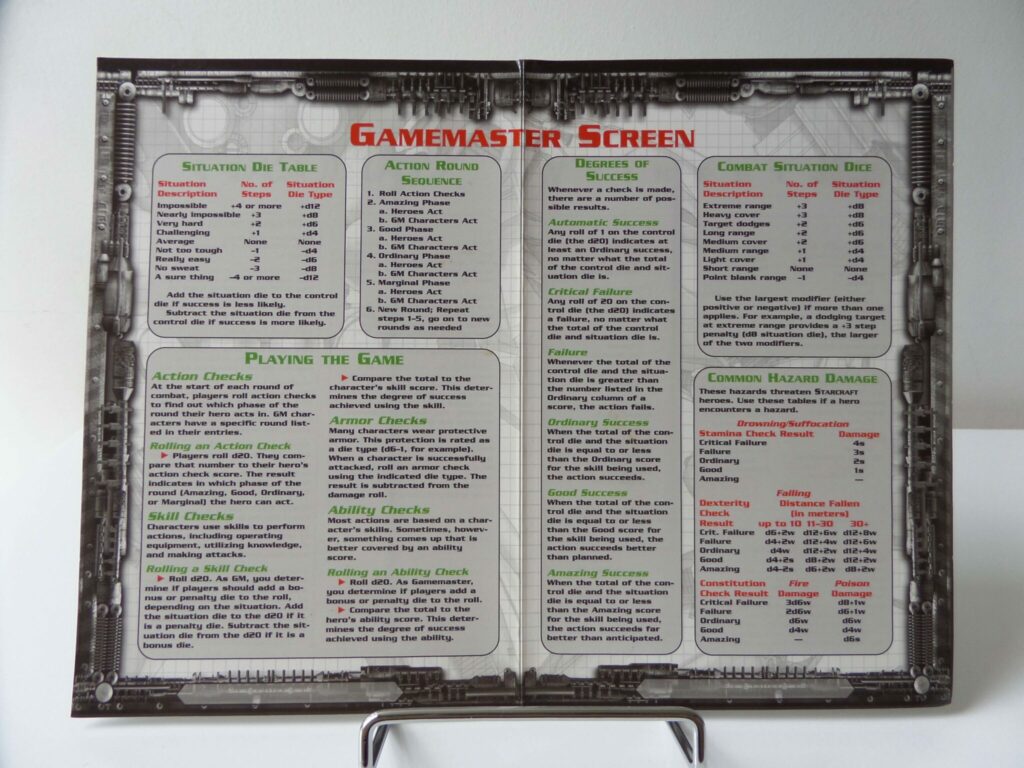 GAMEMASTER SCREEN
SITUATION DIE TABLE
Situation No. of Situation
Description Steps Die Type
Impossible +4 or more +d12
Nearly impossible +3 +d8
Very hard +2 +d6
Challenging +1 +d4
Average None None
Not too tough -1 -d4
Really easy -2 -d6
No sweat -3 -d8
A sure thing -4 or more -d12
Add the situation die to the control
die if success is less likely.
Subtract the situation die from the
control die if success is more likely.
ACTION ROUND
SEQUENCE
1. Roll Action Checks
2. Amazing Phase
a. Heroes Act
b. GM Characters Act
3. Good Phase
a. Heroes Act
b. GM Characters Act
4. Ordinary Phase
a. Heroes Act
b. GM Characters Act
5. Marginal Phase
a. Heroes Act
b. GM Characters Act
6. New Round; Repeat
steps 1-5, go on to new
rounds as needed
PLAYING THE GAME
Action Checks
At the start of each round of
combat, players roll action checks
to find out which phase of the
round their hero acts in. GM char-
acters have a specific round list-
ed in their entries.
Rolling an Action Check
► Players roll d20. They com-
pare that number to their hero's
action check score. The result
indicates in which phase of the
round (Amazing, Good, Ordinary,
or Marginal) the hero can act.
Skill Checks
Characters use skills to perform
actions, including operating
equipment, utilizing knowledge,
and making attacks.
Rolling a Skill Check
► Roll d20. As GM, you deter-
mine if players should add a bo-
nus or penalty die to the roll,
depending on the situation. Add
the situation die to the d20 if it
is a penalty die. Subtract the sit-
uation die from the d20 if it is a
bonus die.
► Compare the total to the
character's skill score. This deter-
mines the degree of success
achieved using the skill.
Armor Checks
Many characters wear protective
armor. This protection is rated as
a die type (d6-1, for example).
When a character is successfully
attacked, roll an armor check
using the indicated die type. The
result is subtracted from the
damage roll.
Ability Checks
Most actions are based on a char-
acter's skills. Sometimes, howev-
er, something comes up that is
better covered by an ability
score.
Rolling an Ability Check
► Roll d20. As Gamemaster,
you determine if players add a
bonus or penalty die to the roll.
► Compare the total to the
hero's ability score. This deter-
mines the degree of success
achieved using the ability.
DEGREES OF
SUCCESS
Whenever a check is made,
there are a number of pos-
sible results.
Automatic Success
Any roll of 1 on the control
die (the d20) indicates at
least an Ordinary success,
no matter what the total
of the control die and sit-
uation die is.
Critical Failure
Any roll of 20 on the con-
trol die (the d20) indicates
a failure, no matter what
the total of the control
die and situation die is.
Failure
Whenever the total of the
control die and the situa-
tion die is greater than
the number listed in the
Ordinary column of a
score, the action fails.
Ordinary Success
When the total of the con-
trol die and the situation
die is equal to or less
than the Ordinary score
for the skill being used,
the action succeeds.
Good Success
When the total of the con-
trol die and the situation
die is equal to or less
than the Good score for
the skill being used, the
action succeeds better
than planned.
Amazing Success
When the total of the con-
trol die and the situation
die is equal to or less
than the Amazing score
for the skill being used,
the action succeeds far
better than anticipated.
COMBAT SITUATION DICE
Situation No. of Situation
Description Steps Die Type
Extreme range +3 +d8
Heavy cover +3 +d8
Target dodges +2 +d6
Long range +2 +d6
Medium cover +2 +d6
Medium range +1 +d4
Light cover +1 +d4
Short range None None
Point blank range -1 -d4
Use the largest modifier (either
positive or negative) if more than one
applies. For example, a dodging target
at extreme range provides a +3 step
penalty (d8 situation die), the larger
of the two modifiers.
COMMON HAZARD DAMAGE
These hazards threaten STARCRAFT
heroes. Use these tables if a hero
encounters a hazard.
Drowning/Suffocation
Stamina Check Result Damage
Critical Failure 4s
Failure 3s
Ordinary 2s
Good 1s
Amazing —
Falling
Dexterity Distance Fallen
Check (in meters)
Result up to 10 11-30 30+
Crit. Failure d6+2w d12+6w d12+8w
Failure d4+2w d12+4w d12+6w
Ordinary d4w d12+2w d12+4w
Good d4+2s d8+2w d12+2w
Amazing d4-2s d6+2w d8+2w
Constitution Fire Poison
Check Result Damage Damage
Critical Failure 3d6w d8+1w
Failure 2d6w d6+1w
Ordinary d6w d6w
Good d4w d4w
Amazing — d6s